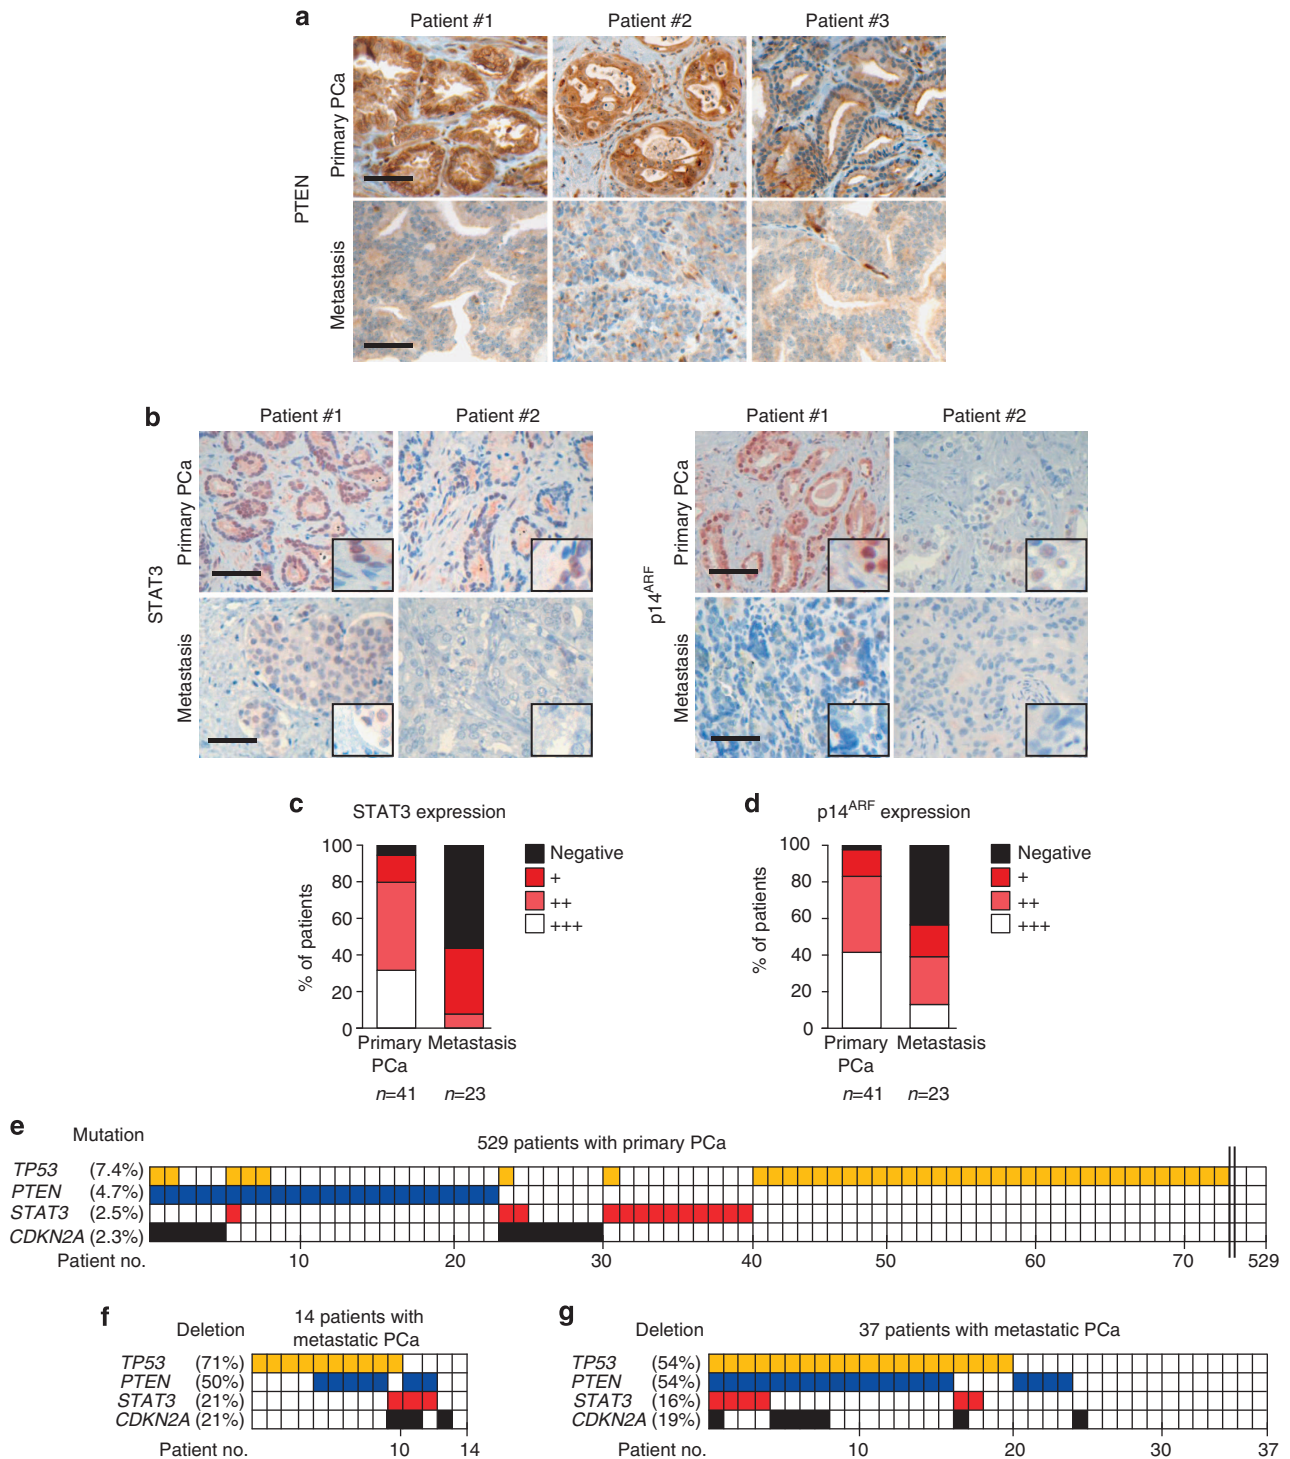 a
Patient #1 Patient #2 Patient #3
PTEN
Primary PCa
Metastasis
b
Patient #1 Patient #2
STAT3
Primary PCa
Metastasis
Patient #1 Patient #2
p14ARF
Primary PCa
Metastasis
c
STAT3 expression
% of patients
100
80
60
40
20
0
Primary PCa Metastasis
n=41 n=23
Negative
+
++
+++
d
p14ARF expression
% of patients
100
80
60
40
20
0
Primary PCa Metastasis
n=41 n=23
Negative
+
++
+++
e
Mutation
529 patients with primary PCa
TP53 (7.4%)
PTEN (4.7%)
STAT3 (2.5%)
CDKN2A (2.3%)
Patient no. 10 20 30 40 50 60 70 529
f
Deletion
14 patients with
metastatic PCa
TP53 (71%)
PTEN (50%)
STAT3 (21%)
CDKN2A (21%)
Patient no. 10 14
g
Deletion
37 patients with metastatic PCa
TP53 (54%)
PTEN (54%)
STAT3 (16%)
CDKN2A (19%)
Patient no. 10 20 30 37